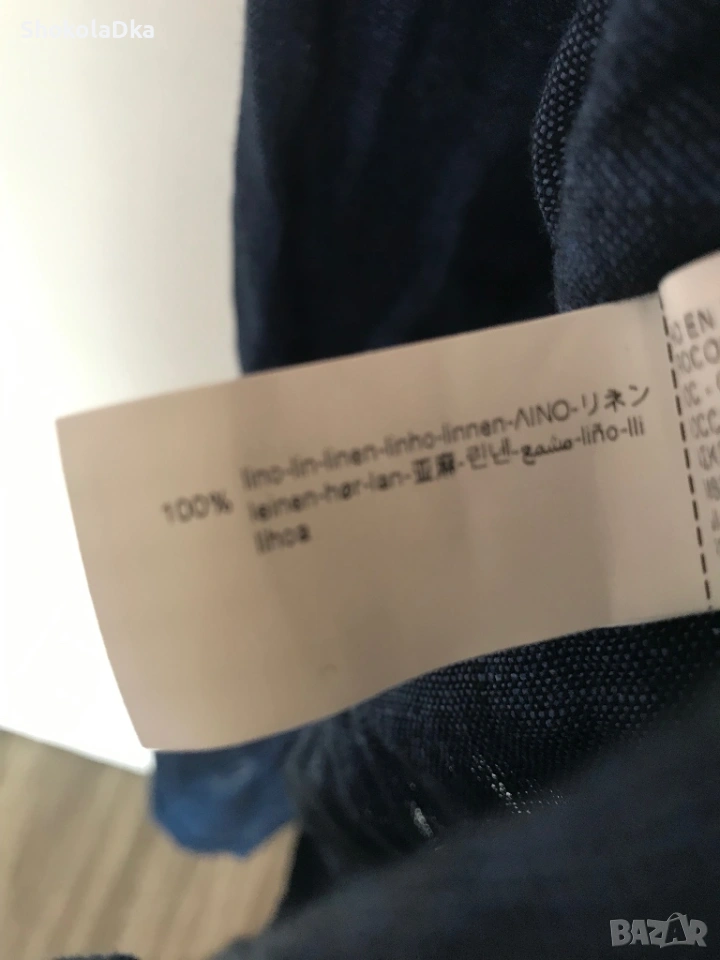 ShokolaDka
100% lino-lin-linen-linho-linnen-ΛΙΝΟ-リネン
leinen-hør-lan-亚麻-린넨-مشمع-liño-lli
lihoa
BAZAR